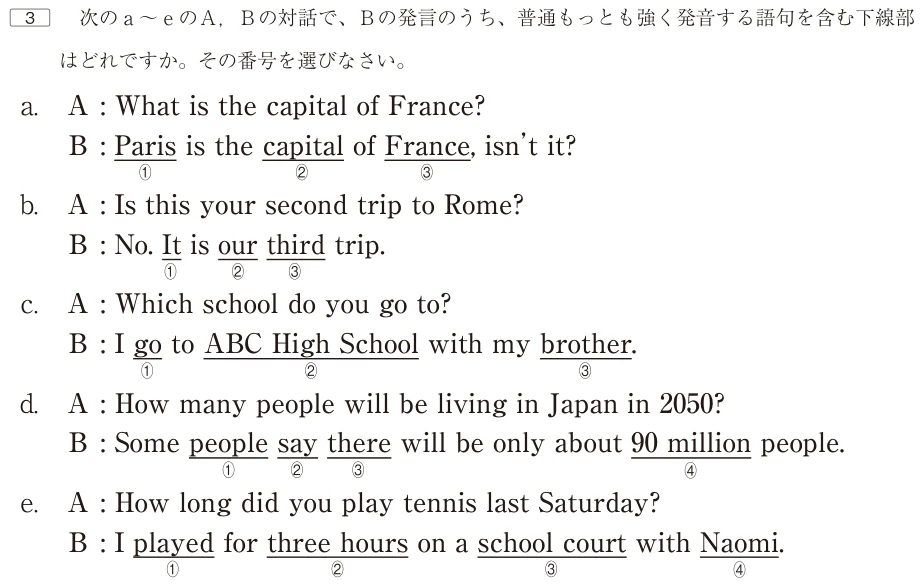 3 次のａ～ｅのＡ，Ｂの対話で、Ｂの発言のうち、普通もっとも強く発音する語句を含む下線部
はどれですか。その番号を選びなさい。
a. A : What is the capital of France?
B : Paris is the capital of France, isn't it?
① ② ③
b. A : Is this your second trip to Rome?
B : No. It is our third trip.
① ② ③
c. A : Which school do you go to?
B : I go to ABC High School with my brother.
① ② ③
d. A : How many people will be living in Japan in 2050?
B : Some people say there will be only about 90 million people.
① ② ③ ④
e. A : How long did you play tennis last Saturday?
B : I played for three hours on a school court with Naomi.
① ② ③ ④